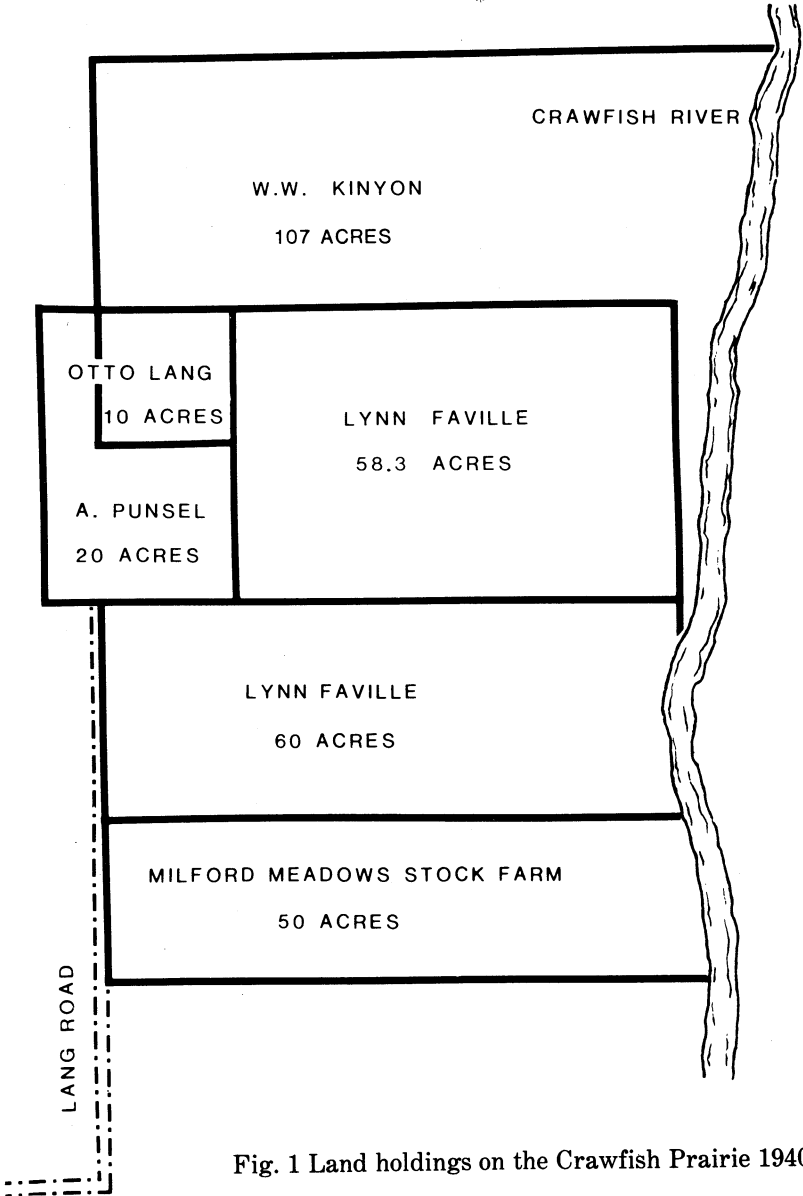 CRAWFISH RIVER
W.W. KINYON
107 ACRES
OTTO LANG
10 ACRES
LYNN FAVILLE
58.3 ACRES
A. PUNSEL
20 ACRES
LYNN FAVILLE
60 ACRES
MILFORD MEADOWS STOCK FARM
50 ACRES
LANG ROAD
Fig. 1 Land holdings on the Crawfish Prairie 1940